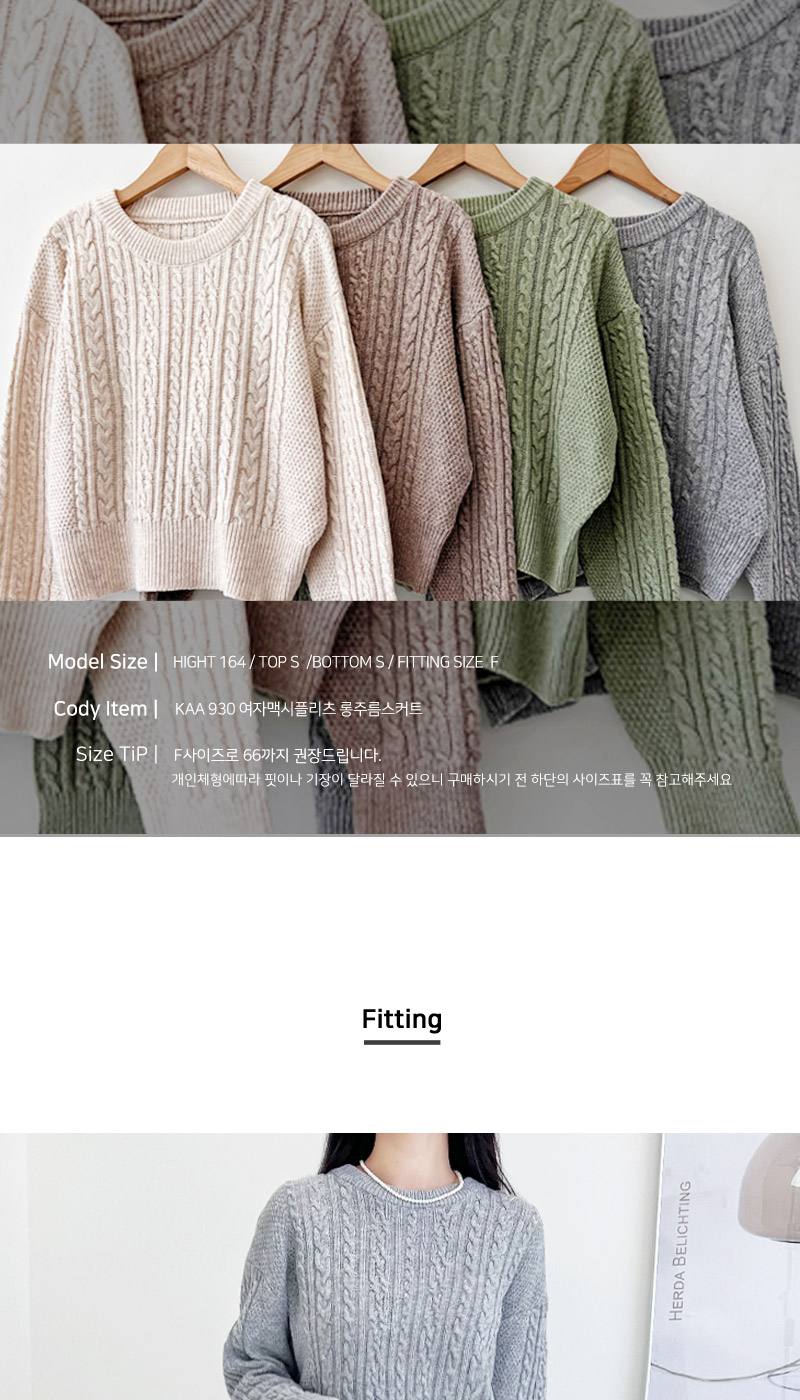 Model Size | HIGHT 164 / TOP S /BOTTOM S / FITTING SIZE F
Cody Item | KAA 930 여자맥시플리츠 롱주름스커트
Size TiP | F사이즈로 66까지 권장드립니다.
개인체형에따라 핏이나 기장이 달라질 수 있으니 구매하시기 전 하단의 사이즈표를 꼭 참고해주세요
Fitting
HERDA BELICHTING